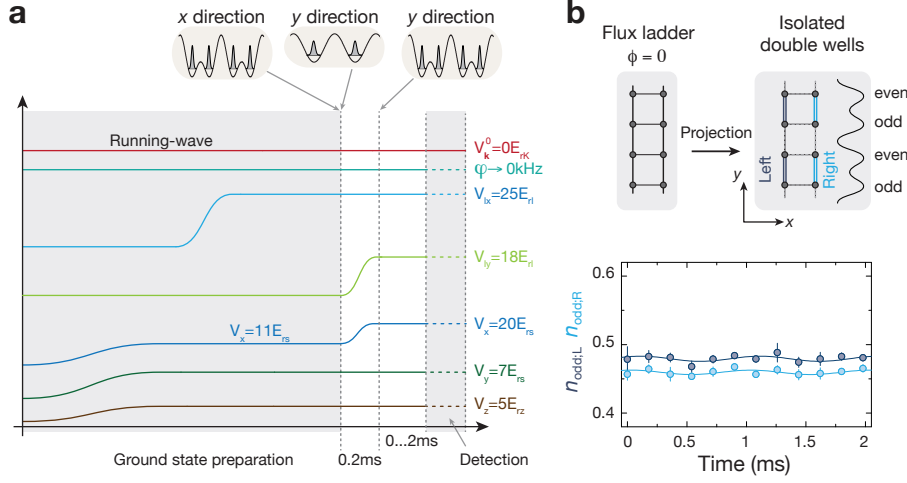 a
x direction
y direction
y direction
Running-wave
V⁰ₖ=0E_rK
φ→ 0kHz
V_lx=25E_rl
V_ly=18E_rl
V_x=11E_rs
V_x=20E_rs
V_y=7E_rs
V_z=5E_rz
0...2ms
Ground state preparation
0.2ms
Detection
b
Flux ladder
ϕ = 0
Isolated
double wells
Projection
Left
Right
even
odd
even
odd
y
x
n_odd;L n_odd;R
0.6
0.5
0.4
0
0.5
1
1.5
2
Time (ms)